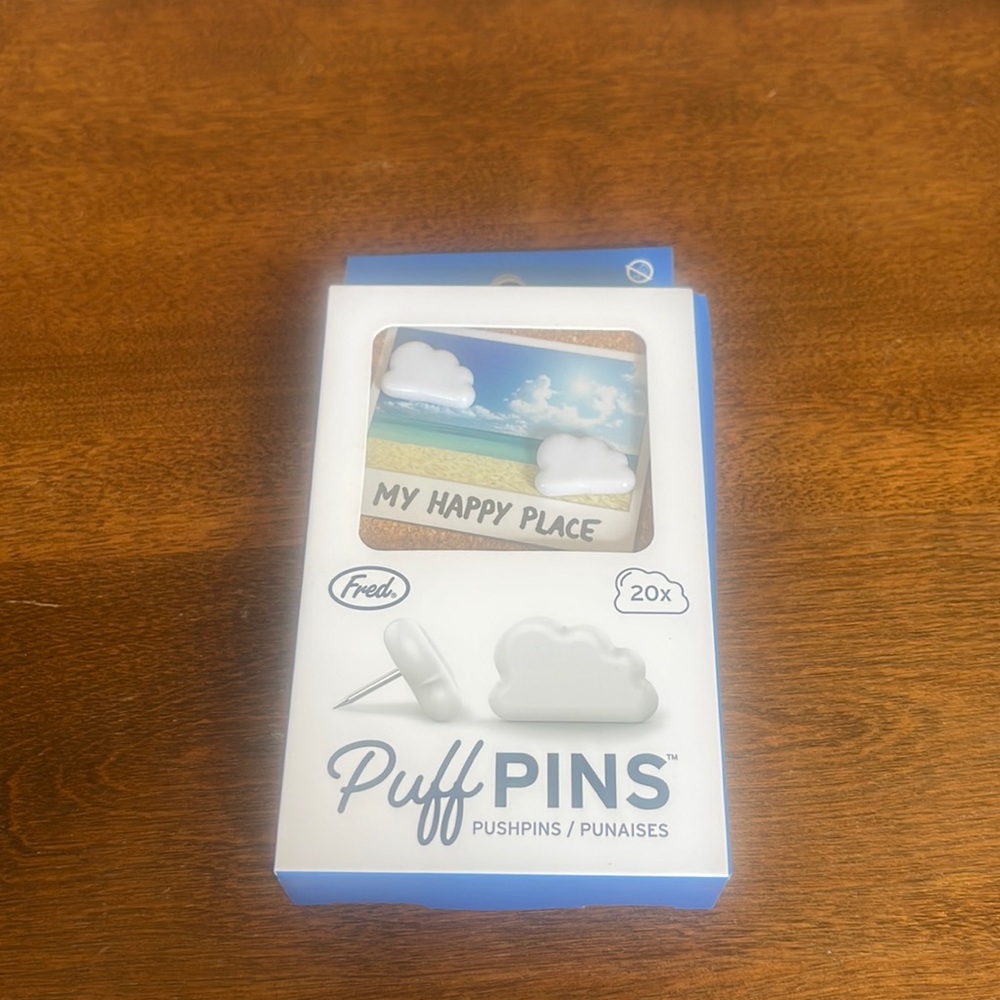 MY HAPPY PLACE
Fred®
20x
Puff PINS™
PUSHPINS / PUNAISES